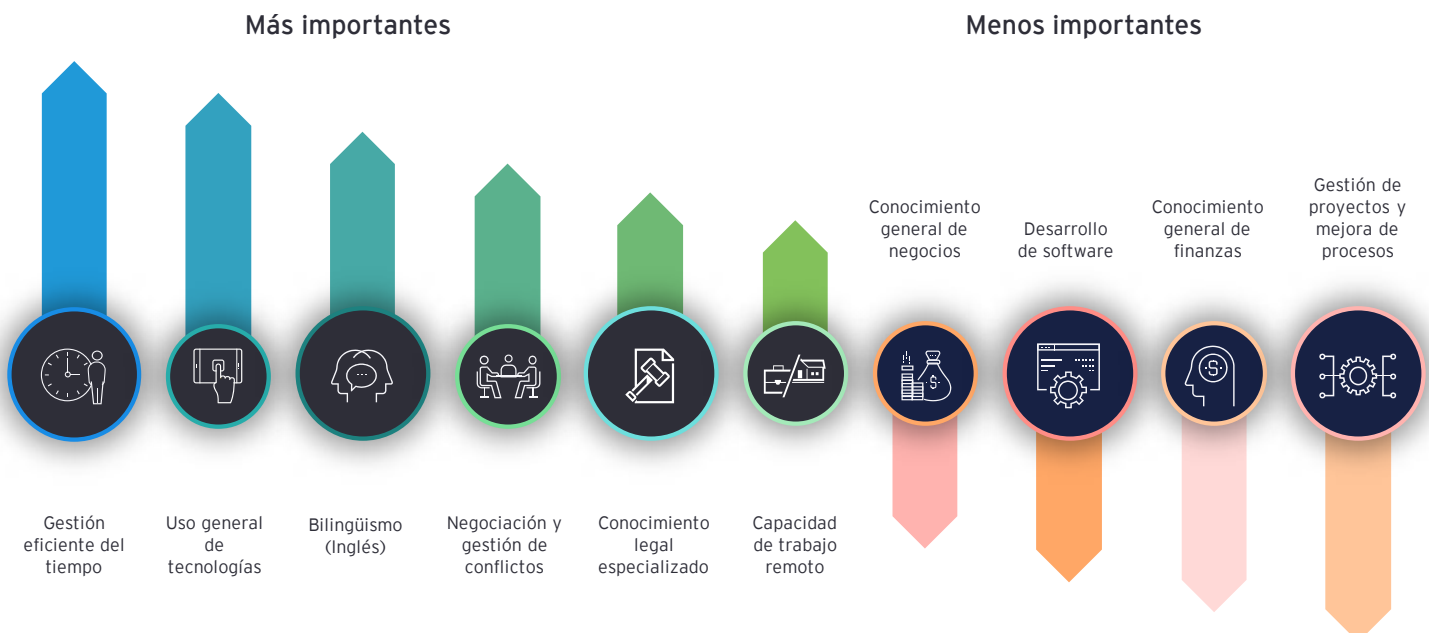 Más importantes
Menos importantes
Conocimiento
general de
negocios
Desarrollo
de software
Conocimiento
general de
finanzas
Gestión de
proyectos y
mejora de
procesos
Gestión
eficiente del
tiempo
Uso general
de
tecnologías
Bilingüismo
(Inglés)
Negociación y
gestión de
conflictos
Conocimiento
legal
especializado
Capacidad
de trabajo
remoto